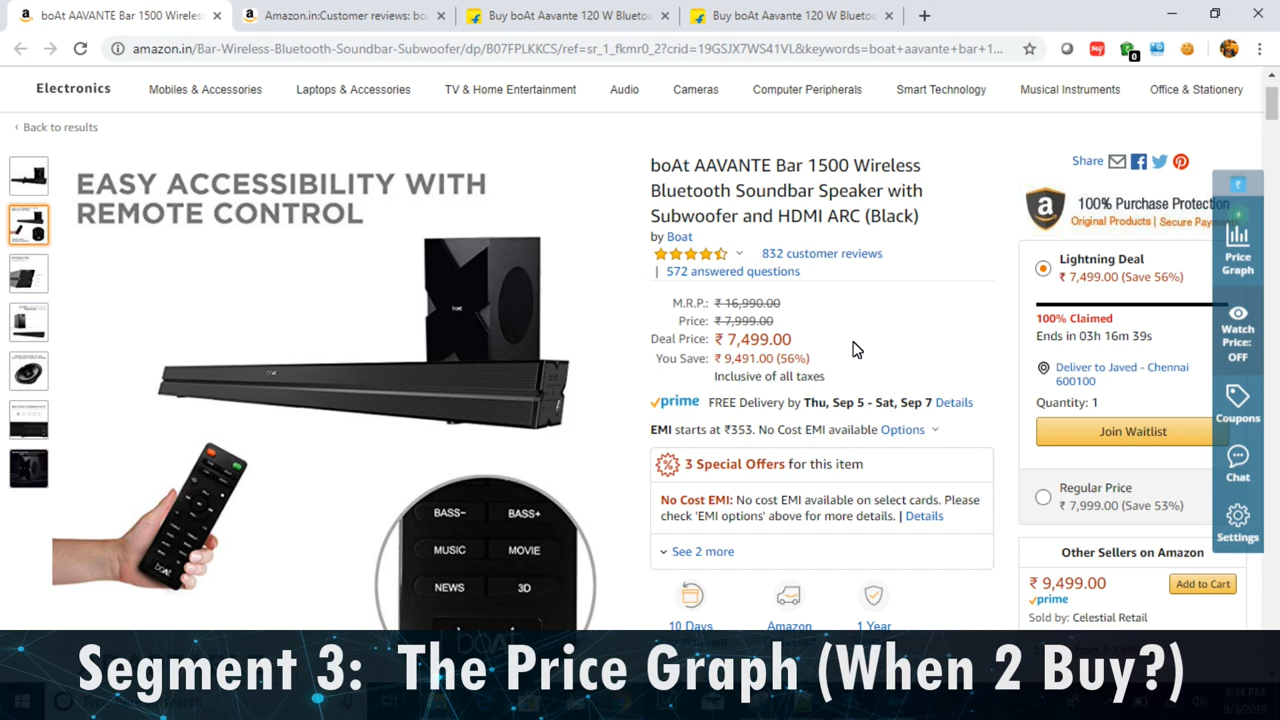 boAt AAVANTE Bar 1500 Wireless
Amazon.in:Customer reviews: bo
Buy boAt Aavante 120 W Bluetoo
Buy boAt Aavante 120 W Bluetoo
amazon.in/Bar-Wireless-Bluetooth-Soundbar-Subwoofer/dp/B07FPLKKCS/ref=sr_1_fkmr0_2?crid=19GSJX7WS41VL&keywords=boat+aavante+bar+1...
Electronics
Mobiles & Accessories
Laptops & Accessories
TV & Home Entertainment
Audio
Cameras
Computer Peripherals
Smart Technology
Musical Instruments
Office & Stationery
‹ Back to results
EASY ACCESSIBILITY WITH
REMOTE CONTROL
boAt
BASS– BASS+
MUSIC MOVIE
NEWS 3D
boAt AAVANTE Bar 1500 Wireless
Bluetooth Soundbar Speaker with
Subwoofer and HDMI ARC (Black)
by Boat
832 customer reviews
| 572 answered questions
M.R.P.: ₹ 16,990.00
Price: ₹ 7,999.00
Deal Price: ₹ 7,499.00
You Save: ₹ 9,491.00 (56%)
Inclusive of all taxes
prime FREE Delivery by Thu, Sep 5 - Sat, Sep 7 Details
EMI starts at ₹353. No Cost EMI available Options
3 Special Offers for this item
No Cost EMI: No cost EMI available on select cards. Please
check 'EMI options' above for more details. | Details
See 2 more
10 Days
Amazon
1 Year
Share
100% Purchase Protection
Original Products | Secure Paym
Lightning Deal
₹ 7,499.00 (Save 56%)
100% Claimed
Ends in 03h 16m 39s
Deliver to Javed - Chennai
600100
Quantity: 1
Join Waitlist
Regular Price
₹ 7,999.00 (Save 53%)
Other Sellers on Amazon
₹ 9,499.00 Add to Cart
prime
Sold by: Celestial Retail
Price
Graph
Watch
Price:
OFF
Coupons
Chat
Settings
Segment 3: The Price Graph (When 2 Buy?)
8:34 PM
9/3/2019